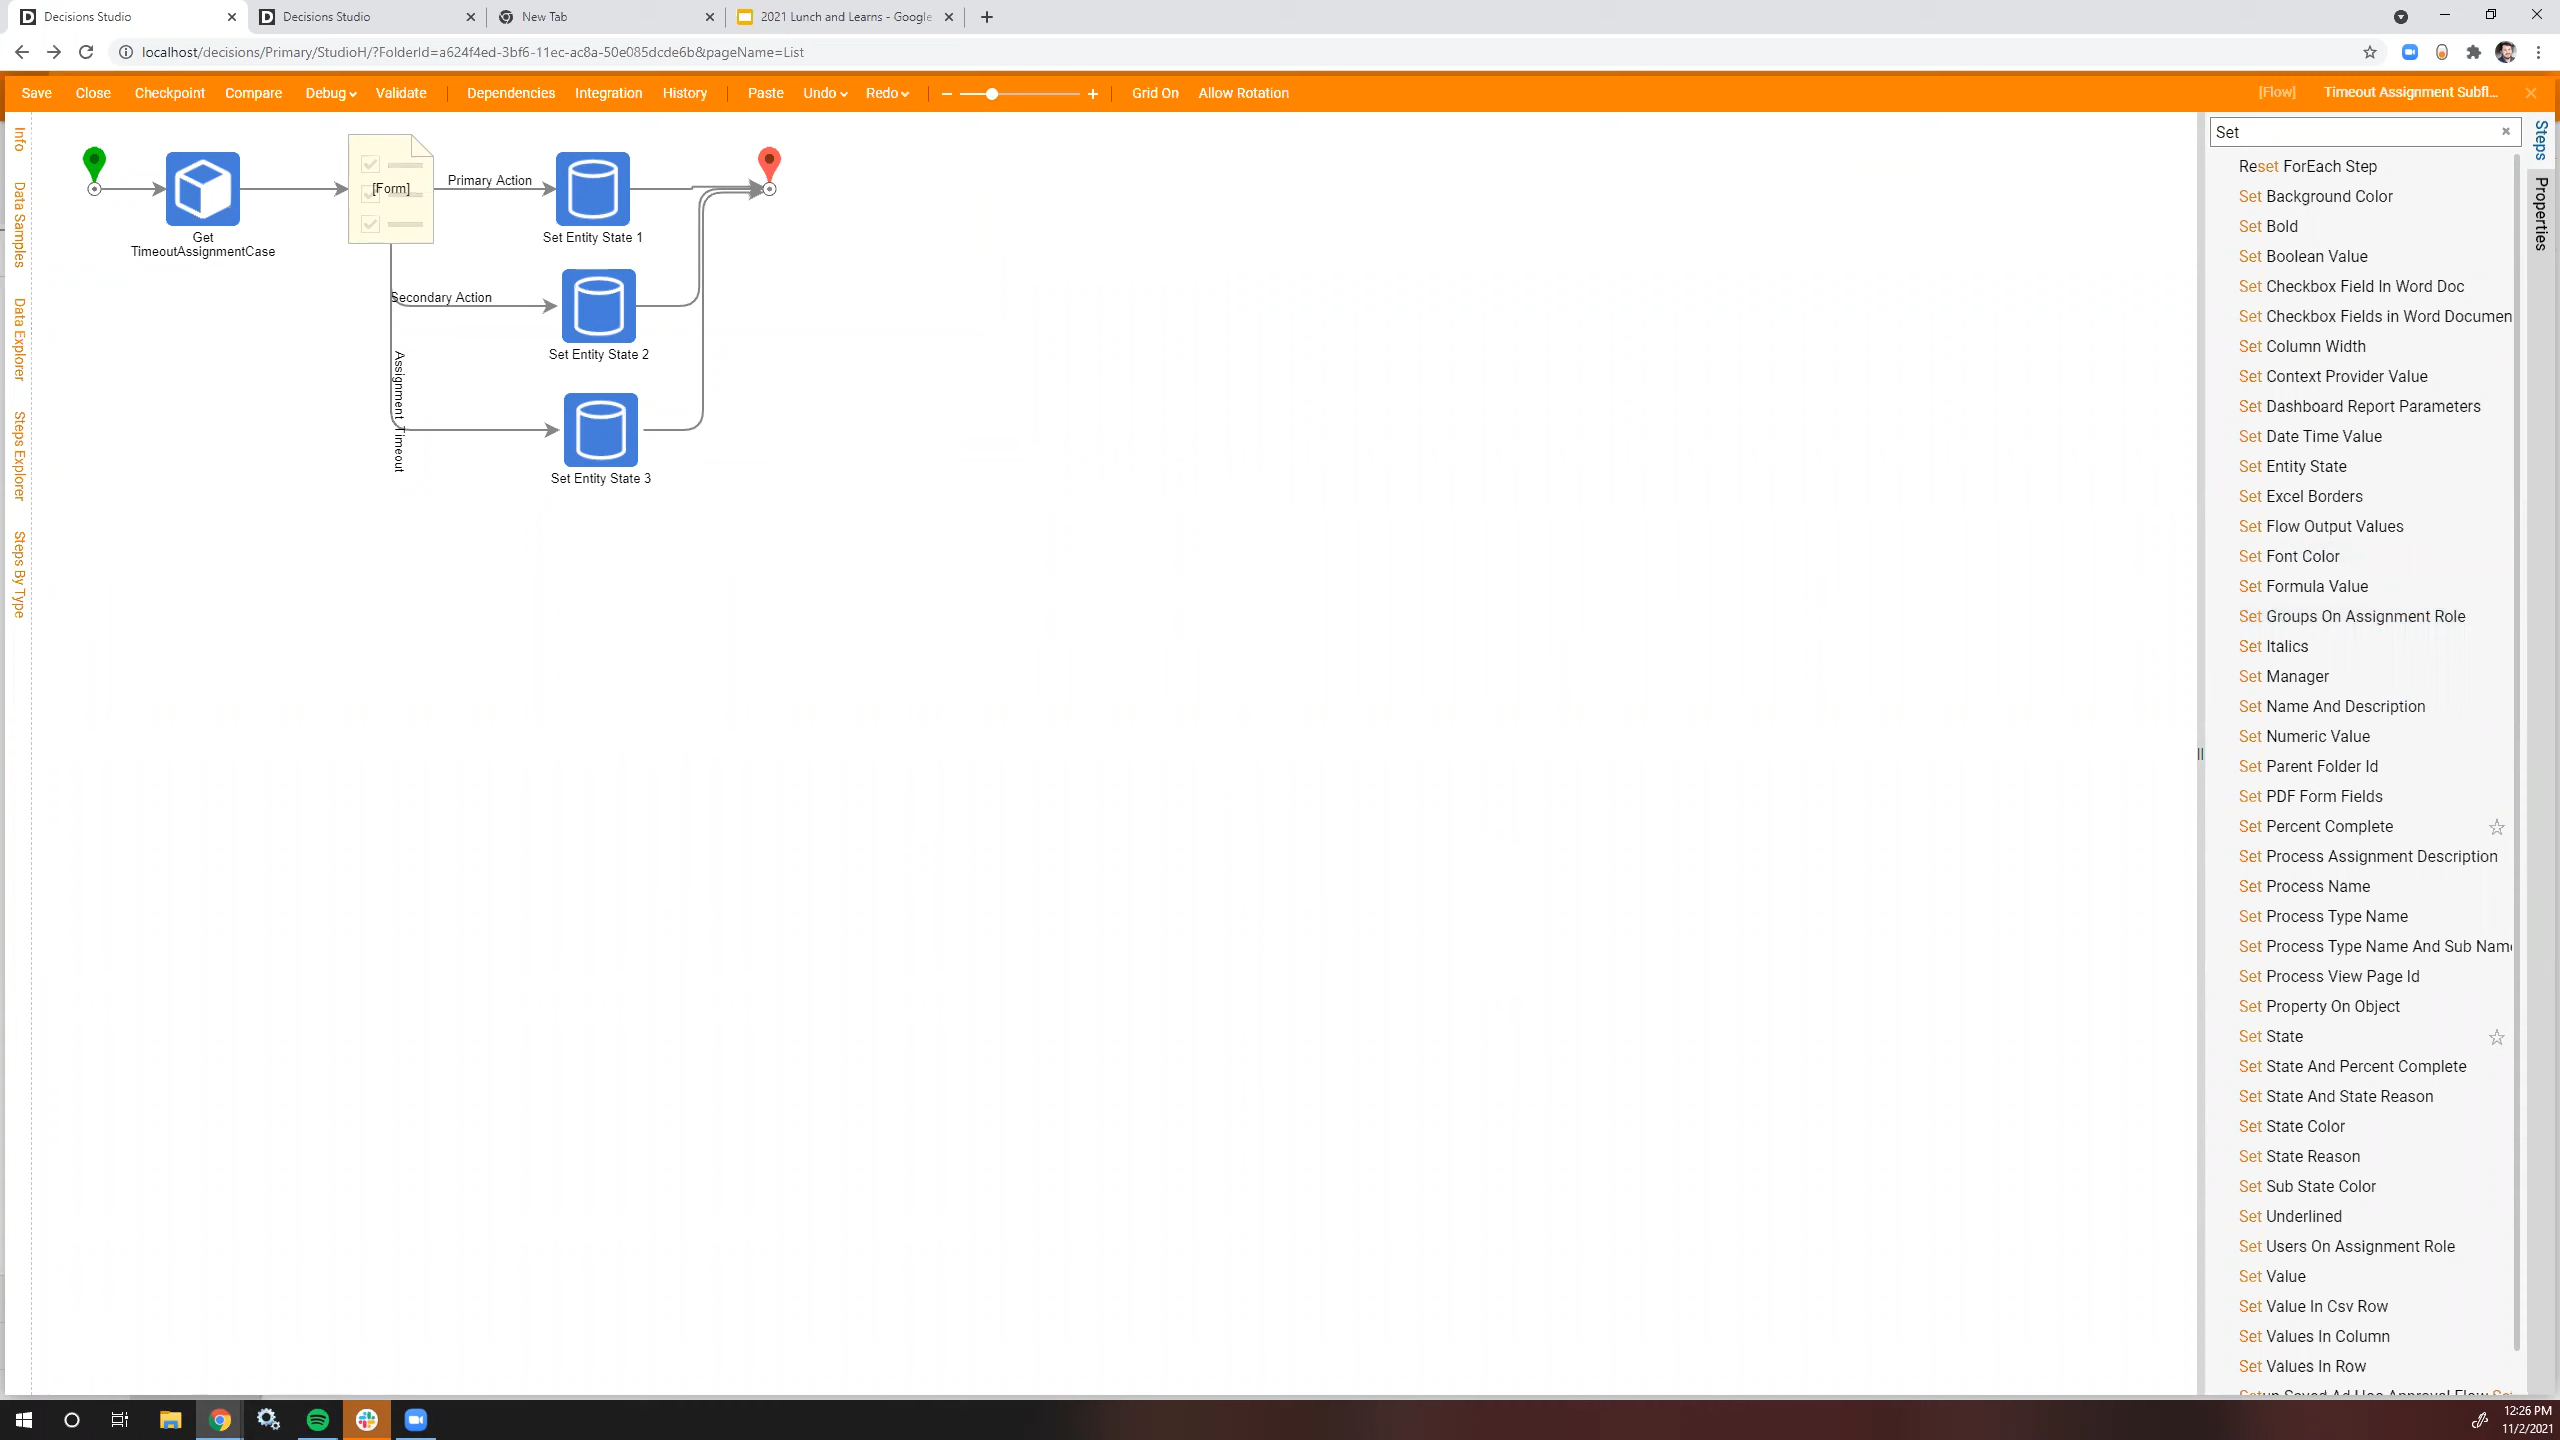 Decisions Studio
Decisions Studio
New Tab
2021 Lunch and Learns - Google
localhost/decisions/Primary/StudioH/?FolderId=a624f4ed-3bf6-11ec-ac8a-50e085dcde6b&pageName=List
Save Close Checkpoint Compare Debug Validate Dependencies Integration History Paste Undo Redo Grid On Allow Rotation [Flow] Timeout Assignment Subfl...
Info
Data Samples
Data Explorer
Steps Explorer
Steps By Type
Get
TimeoutAssignmentCase
[Form]
Primary Action
Set Entity State 1
Secondary Action
Set Entity State 2
Assignment Timeout
Set Entity State 3
Set
Steps
Properties
Reset ForEach Step
Set Background Color
Set Bold
Set Boolean Value
Set Checkbox Field In Word Doc
Set Checkbox Fields in Word Documen
Set Column Width
Set Context Provider Value
Set Dashboard Report Parameters
Set Date Time Value
Set Entity State
Set Excel Borders
Set Flow Output Values
Set Font Color
Set Formula Value
Set Groups On Assignment Role
Set Italics
Set Manager
Set Name And Description
Set Numeric Value
Set Parent Folder Id
Set PDF Form Fields
Set Percent Complete
Set Process Assignment Description
Set Process Name
Set Process Type Name
Set Process Type Name And Sub Name
Set Process View Page Id
Set Property On Object
Set State
Set State And Percent Complete
Set State And State Reason
Set State Color
Set State Reason
Set Sub State Color
Set Underlined
Set Users On Assignment Role
Set Value
Set Value In Csv Row
Set Values In Column
Set Values In Row
12:26 PM
11/2/2021